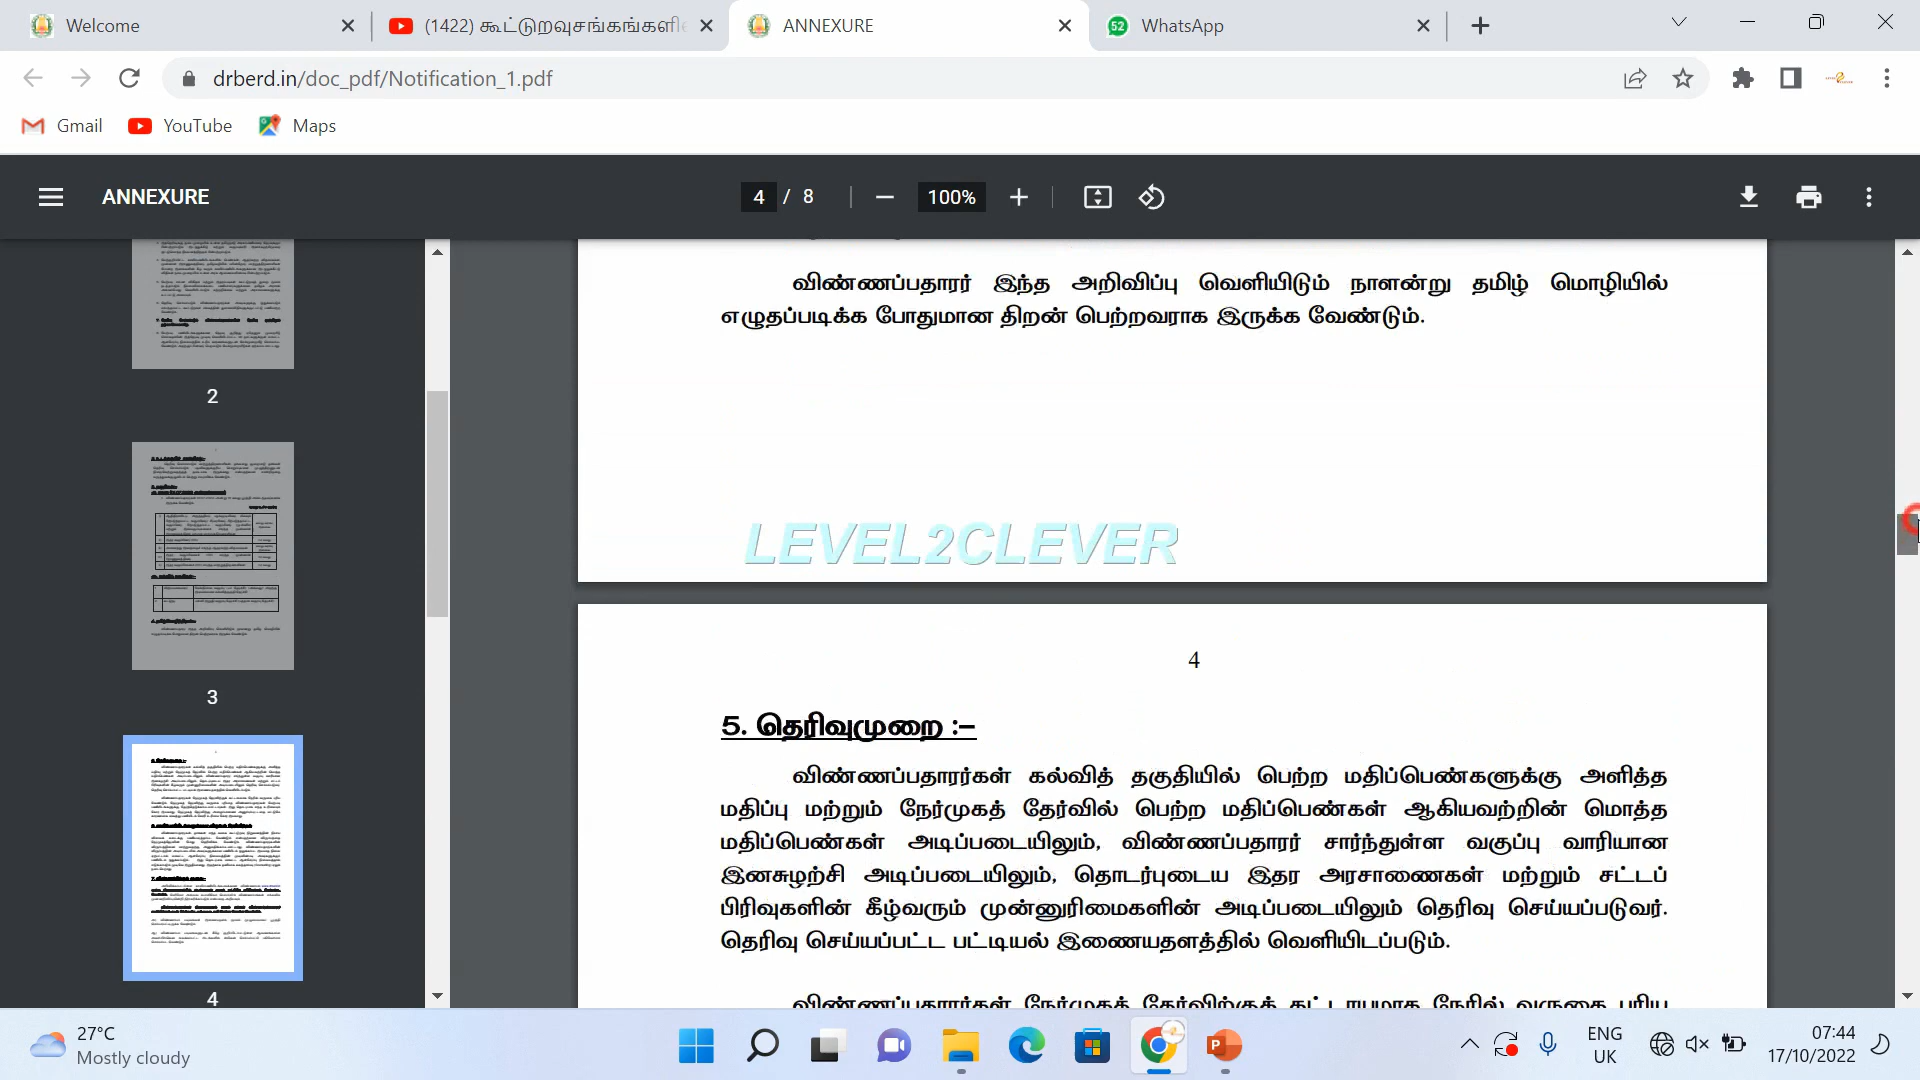 Welcome
(1422) கூட்டுறவுசங்கங்களி
ANNEXURE
52
WhatsApp
drberd.in/doc_pdf/Notification_1.pdf
Gmail
YouTube
Maps
ANNEXURE
4 / 8
100%
2
3
4
விண்ணப்பதாரர் இந்த அறிவிப்பு வெளியிடும் நாளன்று தமிழ் மொழியில்
எழுதப்படிக்க போதுமான திறன் பெற்றவராக இருக்க வேண்டும்.
LEVEL2CLEVER
4
5. தெரிவுமுறை :–
விண்ணப்பதாரர்கள் கல்வித் தகுதியில் பெற்ற மதிப்பெண்களுக்கு அளித்த
மதிப்பு மற்றும் நேர்முகத் தேர்வில் பெற்ற மதிப்பெண்கள் ஆகியவற்றின் மொத்த
மதிப்பெண்கள் அடிப்படையிலும், விண்ணப்பதாரர் சார்ந்துள்ள வகுப்பு வாரியான
இனசுழற்சி அடிப்படையிலும், தொடர்புடைய இதர அரசாணைகள் மற்றும் சட்டப்
பிரிவுகளின் கீழ்வரும் முன்னுரிமைகளின் அடிப்படையிலும் தெரிவு செய்யப்படுவர்.
தெரிவு செய்யப்பட்ட பட்டியல் இணையதளத்தில் வெளியிடப்படும்.
விண்ணப்பதாரர்கள் நேர்முகத் தேர்விற்குத் கட்டாயமாக நேரில் வருகை புரிய
27°C
Mostly cloudy
ENG
UK
07:44
17/10/2022